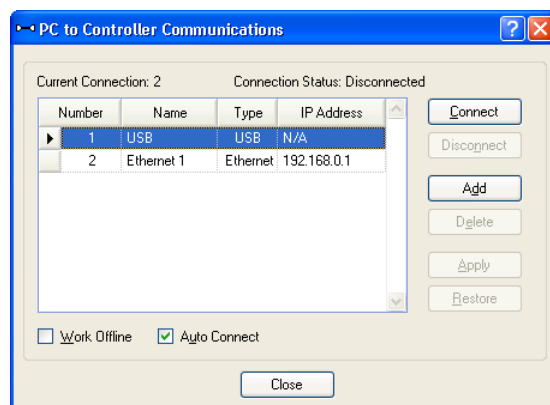 PC to Controller Communications
Current Connection: 2 Connection Status: Disconnected
Number Name Type IP Address
1 USB USB N/A
2 Ethernet 1 Ethernet 192.168.0.1
Connect
Disconnect
Add
Delete
Apply
Restore
Work Offline Auto Connect
Close